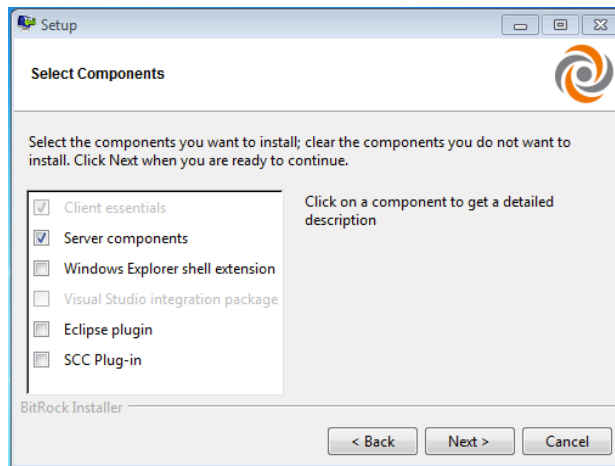 Setup
Select Components
Select the components you want to install; clear the components you do not want to
install. Click Next when you are ready to continue.
Client essentials
Server components
Windows Explorer shell extension
Visual Studio integration package
Eclipse plugin
SCC Plug-in
Click on a component to get a detailed
description
BitRock Installer
< Back
Next >
Cancel